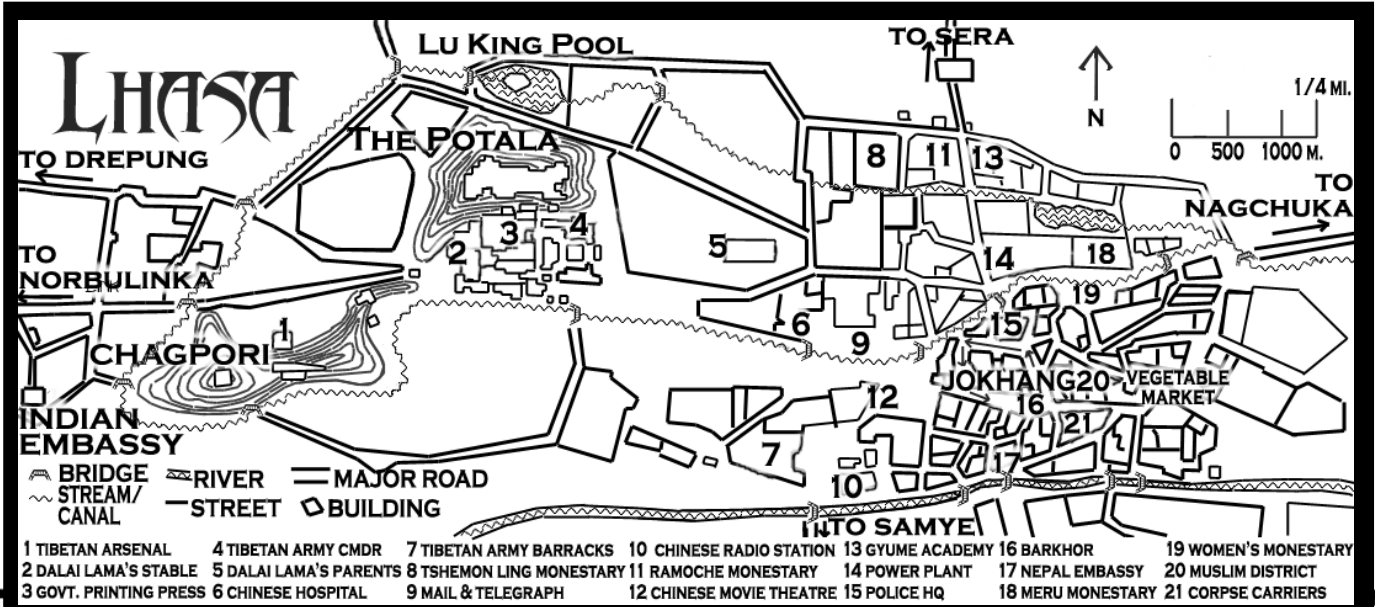 LHASA
LU KING POOL
TO SERA
N
1/4 MI.
0 500 1000 M.
THE POTALA
TO DREPUNG
8
11
13
TO
NAGCHUKA
TO
NORBULINKA
2
3
4
5
14
18
19
1
CHAGPORI
6
9
15
JOKHANG
20
VEGETABLE
MARKET
16
21
12
7
17
10
INDIAN
EMBASSY
BRIDGE
RIVER
MAJOR ROAD
STREAM/
CANAL
STREET
BUILDING
TO SAMYE
1 TIBETAN ARSENAL
2 DALAI LAMA'S STABLE
3 GOVT. PRINTING PRESS
4 TIBETAN ARMY CMDR
5 DALAI LAMA'S PARENTS
6 CHINESE HOSPITAL
7 TIBETAN ARMY BARRACKS
8 TSHEMON LING MONESTARY
9 MAIL & TELEGRAPH
10 CHINESE RADIO STATION
11 RAMOCHE MONESTARY
12 CHINESE MOVIE THEATRE
13 GYUME ACADEMY
14 POWER PLANT
15 POLICE HQ
16 BARKHOR
17 NEPAL EMBASSY
18 MERU MONESTARY
19 WOMEN'S MONESTARY
20 MUSLIM DISTRICT
21 CORPSE CARRIERS